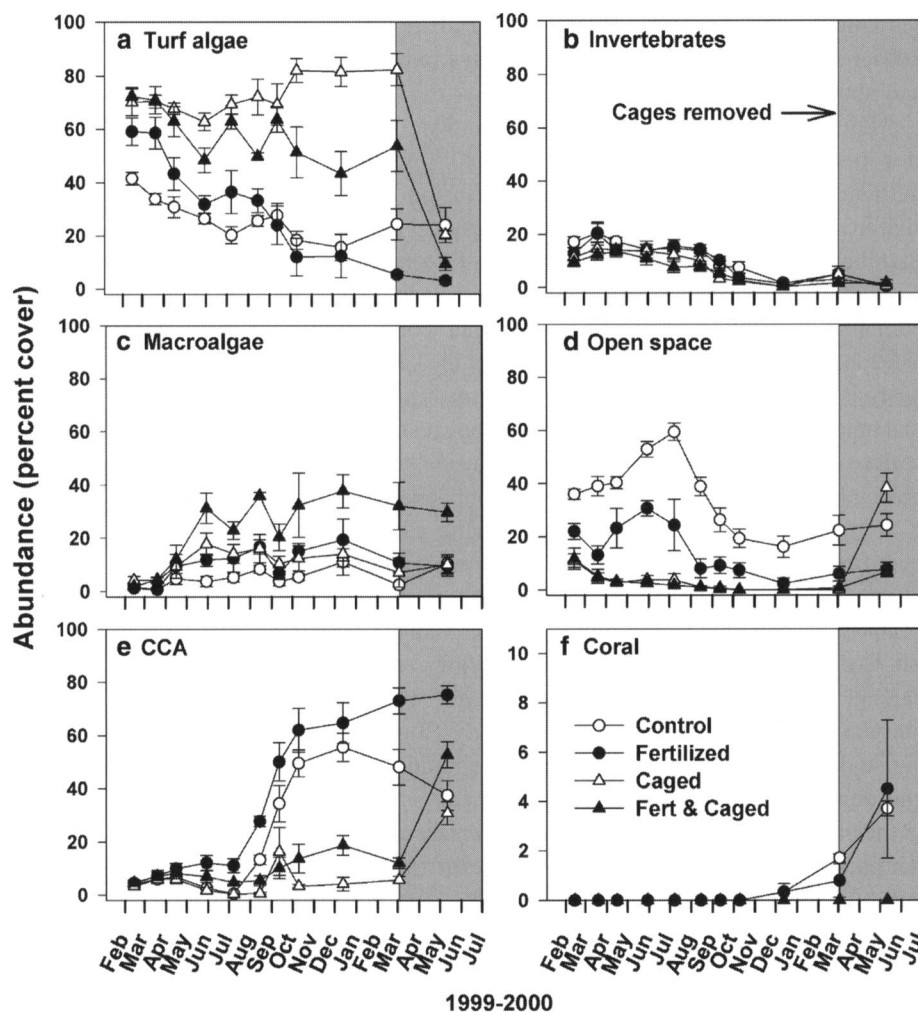 Abundance (percent cover)
a Turf algae
100
80
60
40
20
0
b Invertebrates
Cages removed
100
80
60
40
20
0
c Macroalgae
100
80
60
40
20
0
d Open space
100
80
60
40
20
0
e CCA
100
80
60
40
20
0
f Coral
10
8
6
4
2
0
Control
Fertilized
Caged
Fert & Caged
Feb Mar Apr May Jun Jul Aug Sep Oct Nov Dec Jan Feb Mar Apr May Jun Jul
Feb Mar Apr May Jun Jul Aug Sep Oct Nov Dec Jan Feb Mar Apr May Jun Jul
1999-2000